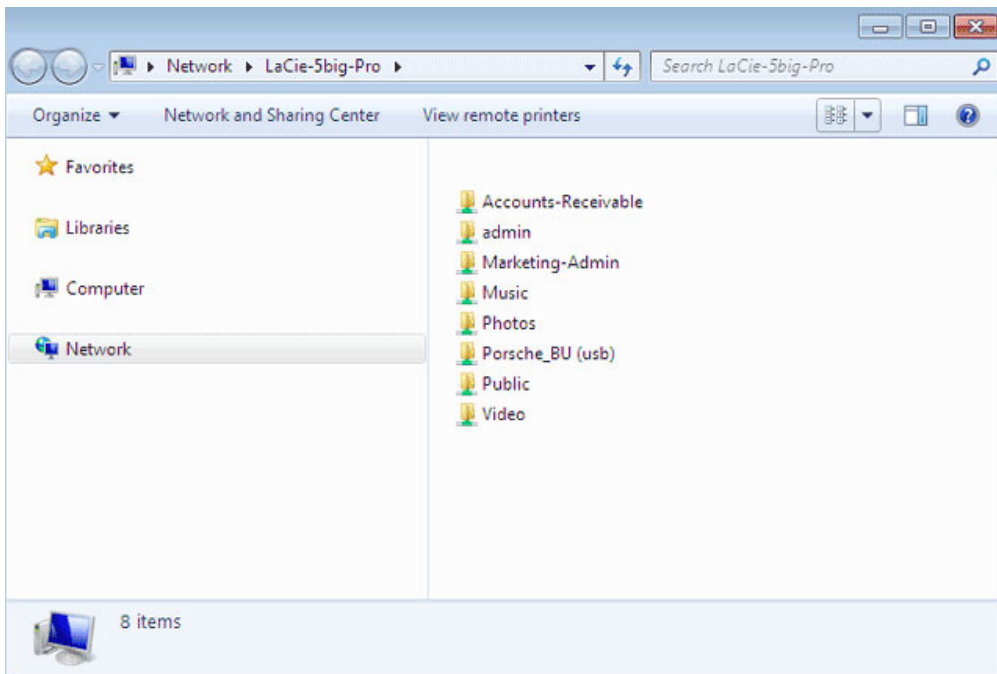 Network LaCie-5big-Pro Search LaCie-5big-Pro
Organize Network and Sharing Center View remote printers
Favorites
Libraries
Computer
Network
Accounts-Receivable
admin
Marketing-Admin
Music
Photos
Porsche_BU (usb)
Public
Video
8 items